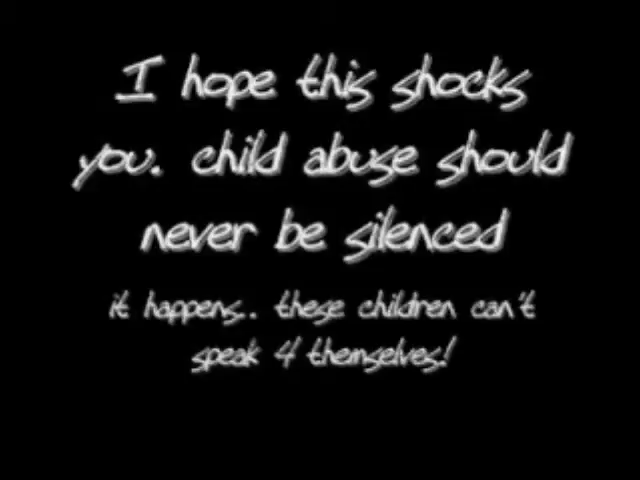 I hope this shocks
you. child abuse should
never be silenced
it happens.. these children can't
speak 4 themselves!